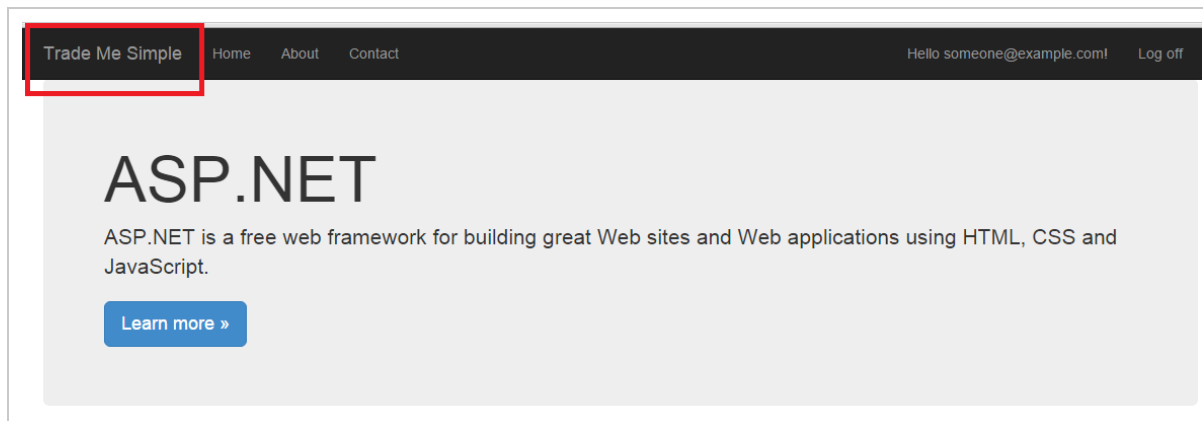 Trade Me Simple Home About Contact Hello someone@example.com! Log off
ASP.NET
ASP.NET is a free web framework for building great Web sites and Web applications using HTML, CSS and
JavaScript.
Learn more »